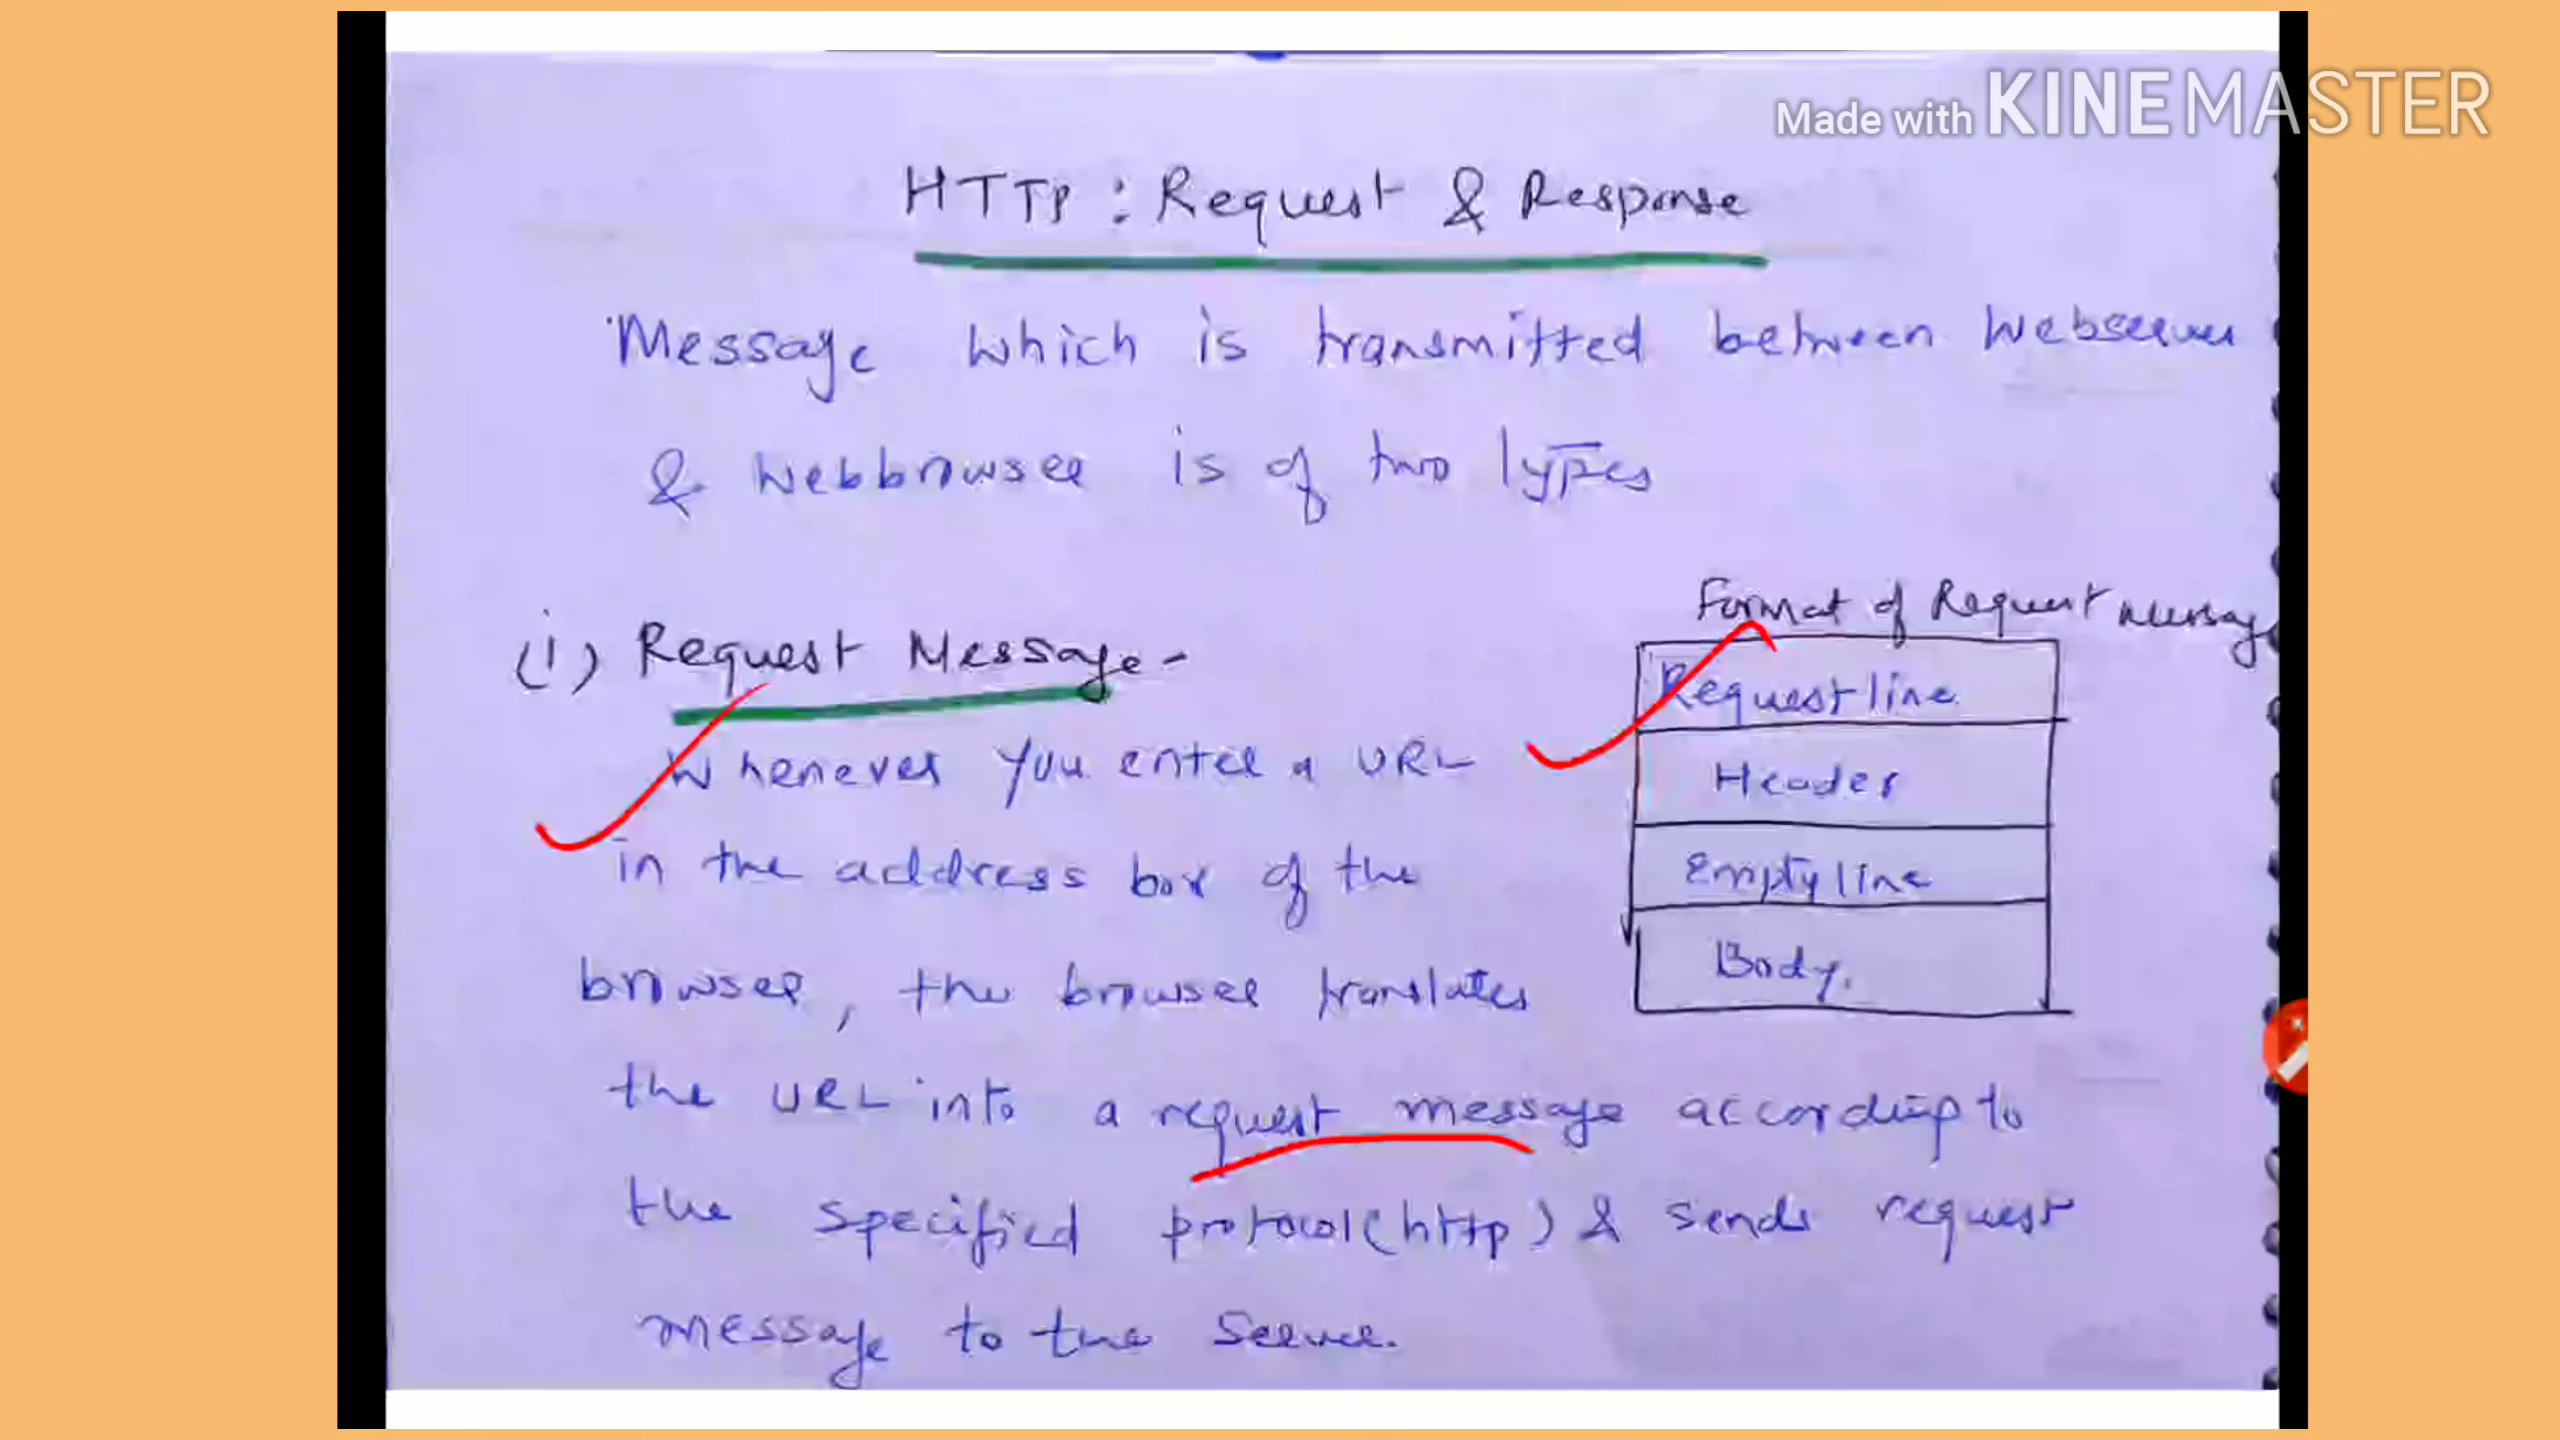 Made with KINEMASTER
HTTP : Request & Response
Message which is transmitted between Webserver
& Webbrowser is of two types
(i) Request Message -
Whenever you enter a URL
in the address box of the
browser, the browser translates
the URL into a request message according to
the specified protocol (http) & sends request
message to the server.
Format of Request Message
Request line
Header
Empty line
Body.